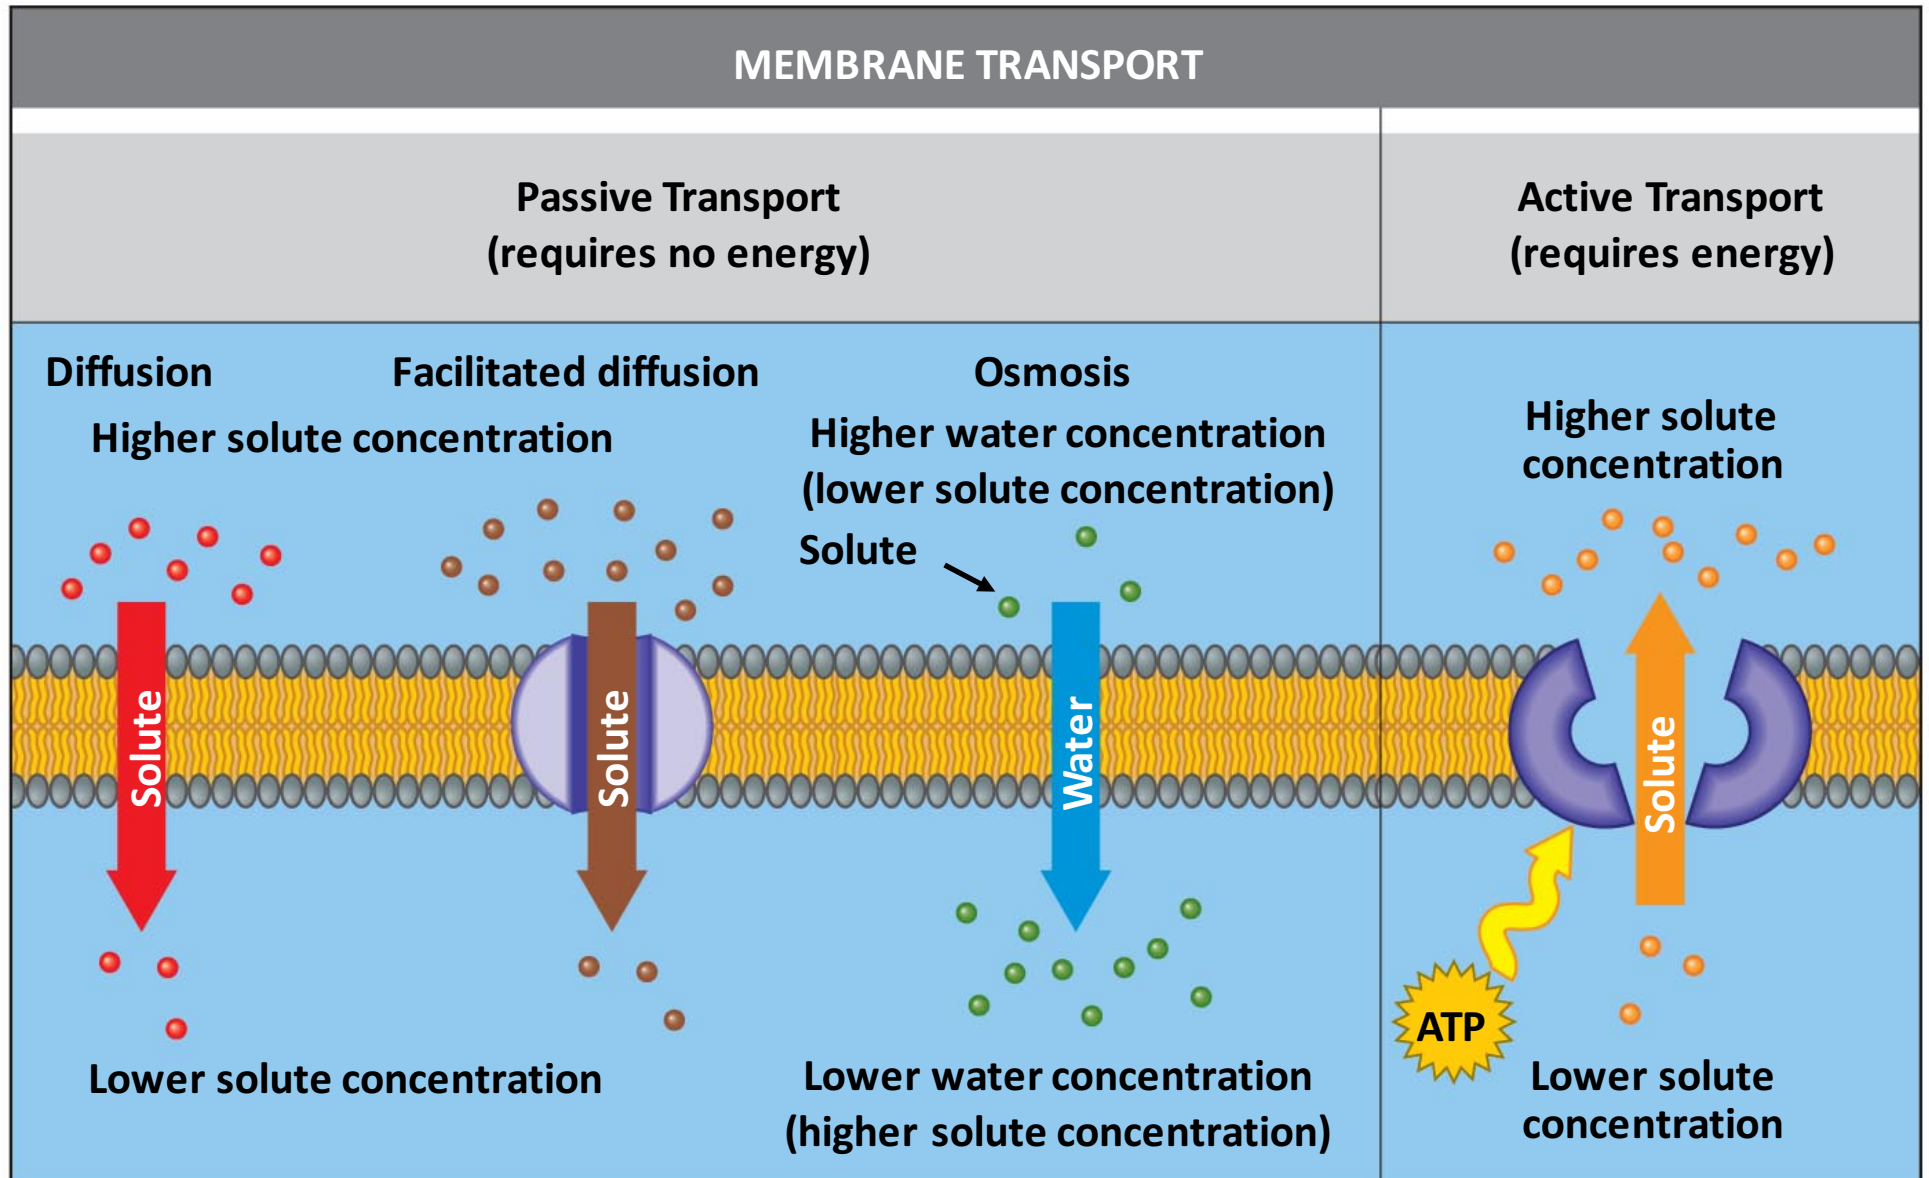 MEMBRANE TRANSPORT
Passive Transport
(requires no energy)
Active Transport
(requires energy)
Diffusion
Facilitated diffusion
Higher solute concentration
Osmosis
Higher water concentration
(lower solute concentration)
Solute
Higher solute
concentration
Solute
Solute
Water
Solute
ATP
Lower solute concentration
Lower water concentration
(higher solute concentration)
Lower solute
concentration